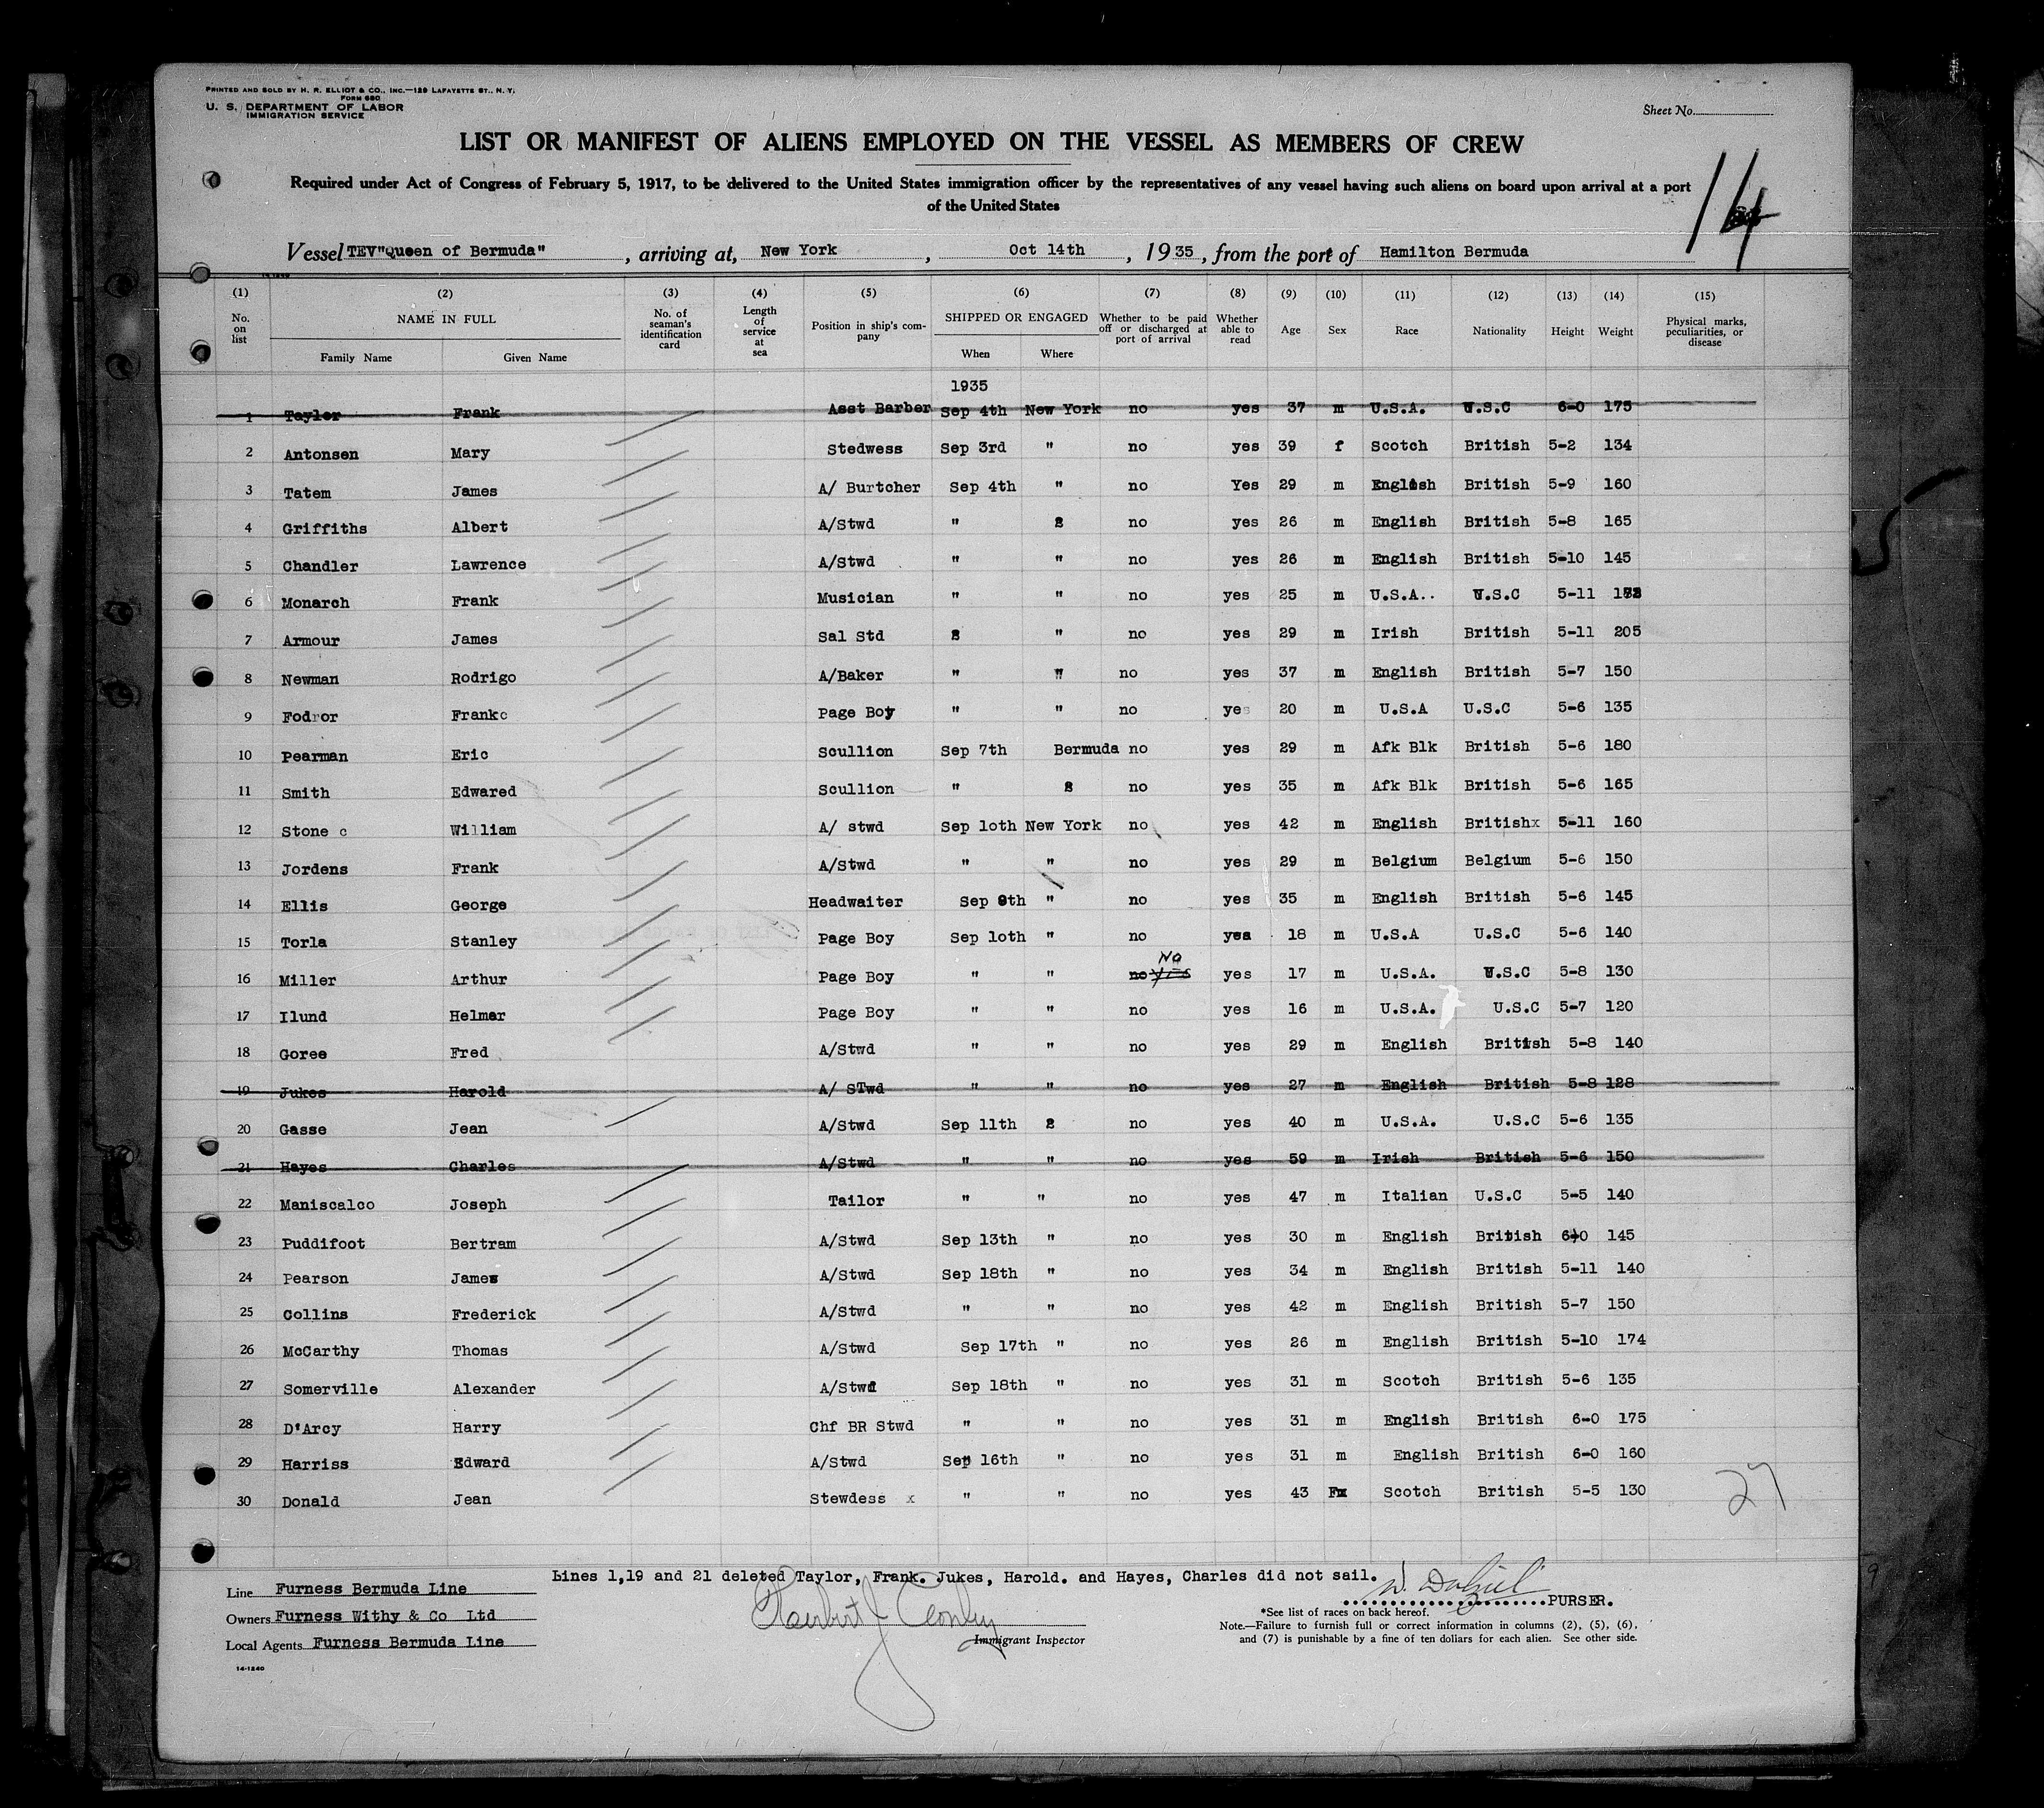 PRINTED AND SOLD BY H. R. ELLIOT & CO., INC.—129 LAFAYETTE ST., N. Y.
FORM 680
U. S. DEPARTMENT OF LABOR
IMMIGRATION SERVICE
Sheet No.
LIST OR MANIFEST OF ALIENS EMPLOYED ON THE VESSEL AS MEMBERS OF CREW
Required under Act of Congress of February 5, 1917, to be delivered to the United States immigration officer by the representatives of any vessel having such aliens on board upon arrival at a port
of the United States
14
Vessel TEV"Queen of Bermuda" , arriving at, New York , Oct 14th , 1935 , from the port of Hamilton Bermuda
(1) (2) (3) (4) (5) (6) (7) (8) (9) (10) (11) (12) (13) (14) (15)
No. on list NAME IN FULL Family Name Given Name No. of seaman's identification card Length of service at sea Position in ship's company SHIPPED OR ENGAGED When Where Whether to be paid off or discharged at port of arrival Whether able to read Age Sex Race Nationality Height Weight Physical marks, peculiarities, or disease
1935
1 Taylor Frank Asst Barber Sep 4th New York no yes 37 m U.S.A. U.S.C 6-0 175
2 Antonsen Mary Stedwess Sep 3rd " no yes 39 f Scotch British 5-2 134
3 Tatem James A/ Burtcher Sep 4th " no Yes 29 m English British 5-9 160
4 Griffiths Albert A/Stwd " " no yes 26 m English British 5-8 165
5 Chandler Lawrence A/Stwd " " no yes 26 m English British 5-10 145
6 Monarch Frank Musician " " no yes 25 m U.S.A.. U.S.C 5-11
7 Armour James Sal Std " " no yes 29 m Irish British 5-11 205
8 Newman Rodrigo A/Baker " " no yes 37 m English British 5-7 150
9 Fodror Frankc Page Boy " " no yes 20 m U.S.A U.S.C 5-6 135
10 Pearman Eric Scullion Sep 7th Bermuda no yes 29 m Afk Blk British 5-6 180
11 Smith Edwared Scullion " " no yes 35 m Afk Blk British 5-6 165
12 Stone c William A/ stwd Sep 1oth New York no yes 42 m English Britishx 5-11 160
13 Jordens Frank A/Stwd " " no yes 29 m Belgium Belgium 5-6 150
14 Ellis George Headwaiter Sep 9th " no yes 35 m English British 5-6 145
15 Torla Stanley Page Boy Sep 1oth " no yes 18 m U.S.A U.S.C 5-6 140
16 Miller Arthur Page Boy " " no yes No yes 17 m U.S.A. U.S.C 5-8 130
17 Ilund Helmer Page Boy " " no yes 16 m U.S.A. U.S.C 5-7 120
18 Goree Fred A/Stwd " " no yes 29 m English British 5-8 140
19 Jukes Harold A/ STwd " " no yes 27 m English British 5-8 128
20 Gasse Jean A/Stwd Sep 11th " no yes 40 m U.S.A. U.S.C 5-6 135
21 Hayes Charles A/Stwd " " no yes 59 m Irish British 5-6 150
22 Maniscalco Joseph Tailor " " no yes 47 m Italian U.S.C 5-5 140
23 Puddifoot Bertram A/Stwd Sep 13th " no yes 30 m English British 6-0 145
24 Pearson James A/Stwd Sep 18th " no yes 34 m English British 5-11 140
25 Collins Frederick A/Stwd " " no yes 42 m English British 5-7 150
26 McCarthy Thomas A/Stwd Sep 17th " no yes 26 m English British 5-10 174
27 Somerville Alexander A/Stwd Sep 18th " no yes 31 m Scotch British 5-6 135
28 D'Arcy Harry Chf BR Stwd " " no yes 31 m English British 6-0 175
29 Harriss Edward A/Stwd Sep 16th " no yes 31 m English British 6-0 160
30 Donald Jean Stewdess x " " no yes 43 F Scotch British 5-5 130
27
Lines 1,19 and 21 deleted Taylor, Frank. Jukes, Harold. and Hayes, Charles did not sail.
Line Furness Bermuda Line
Owners Furness Withy & Co Ltd
Local Agents Furness Bermuda Line
14-1240
Immigrant Inspector
PURSER.
*See list of races on back hereof.
Note.—Failure to furnish full or correct information in columns (2), (5), (6),
and (7) is punishable by a fine of ten dollars for each alien. See other side.